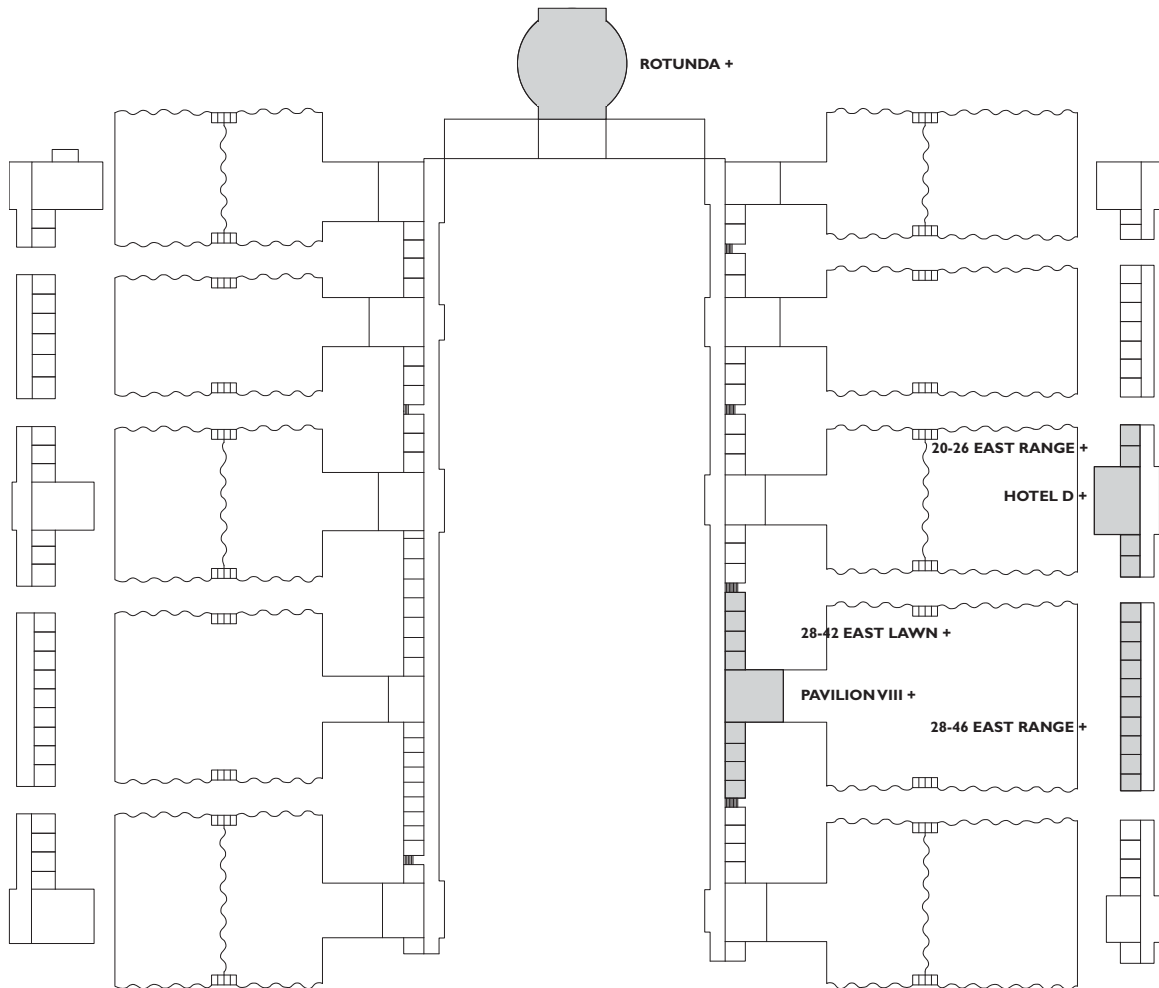 ROTUNDA +
20-26 EAST RANGE +
HOTEL D +
28-42 EAST LAWN +
PAVILION VIII +
28-46 EAST RANGE +